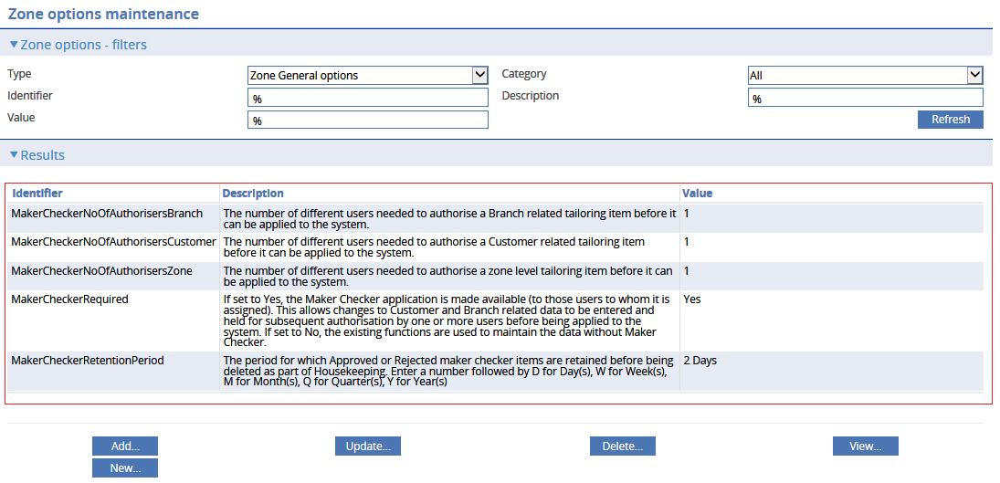 Zone options maintenance
Zone options - filters
Type Zone General options Category All
Identifier % Description %
Value % Refresh
Results
Identifier Description Value
MakerCheckerNoOfAuthorisersBranch The number of different users needed to authorise a Branch related tailoring item before it 1
can be applied to the system.
MakerCheckerNoOfAuthorisersCustomer The number of different users needed to authorise a Customer related tailoring item 1
before it can be applied to the system.
MakerCheckerNoOfAuthorisersZone The number of different users needed to authorise a zone level tailoring item before it can 1
be applied to the system.
MakerCheckerRequired If set to Yes, the Maker Checker application is made available (to those users to whom it is Yes
assigned). This allows changes to Customer and Branch related data to be entered and
held for subsequent authorisation by one or more users before being applied to the
system. If set to No, the existing functions are used to maintain the data without Maker
Checker.
MakerCheckerRetentionPeriod The period for which Approved or Rejected maker checker items are retained before being 2 Days
deleted as part of Housekeeping. Enter a number followed by D for Day(s), W for Week(s),
M for Month(s), Q for Quarter(s), Y for Year(s)
Add... Update... Delete... View...
New...